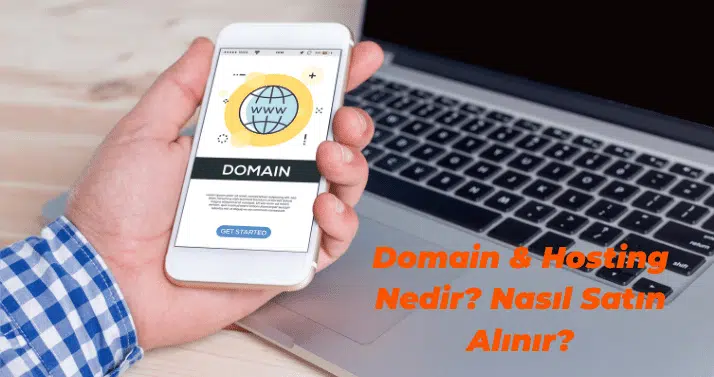 WWW
DOMAIN
GET STARTED
Domain & Hosting
Nedir? Nasıl Satın
Alınır?